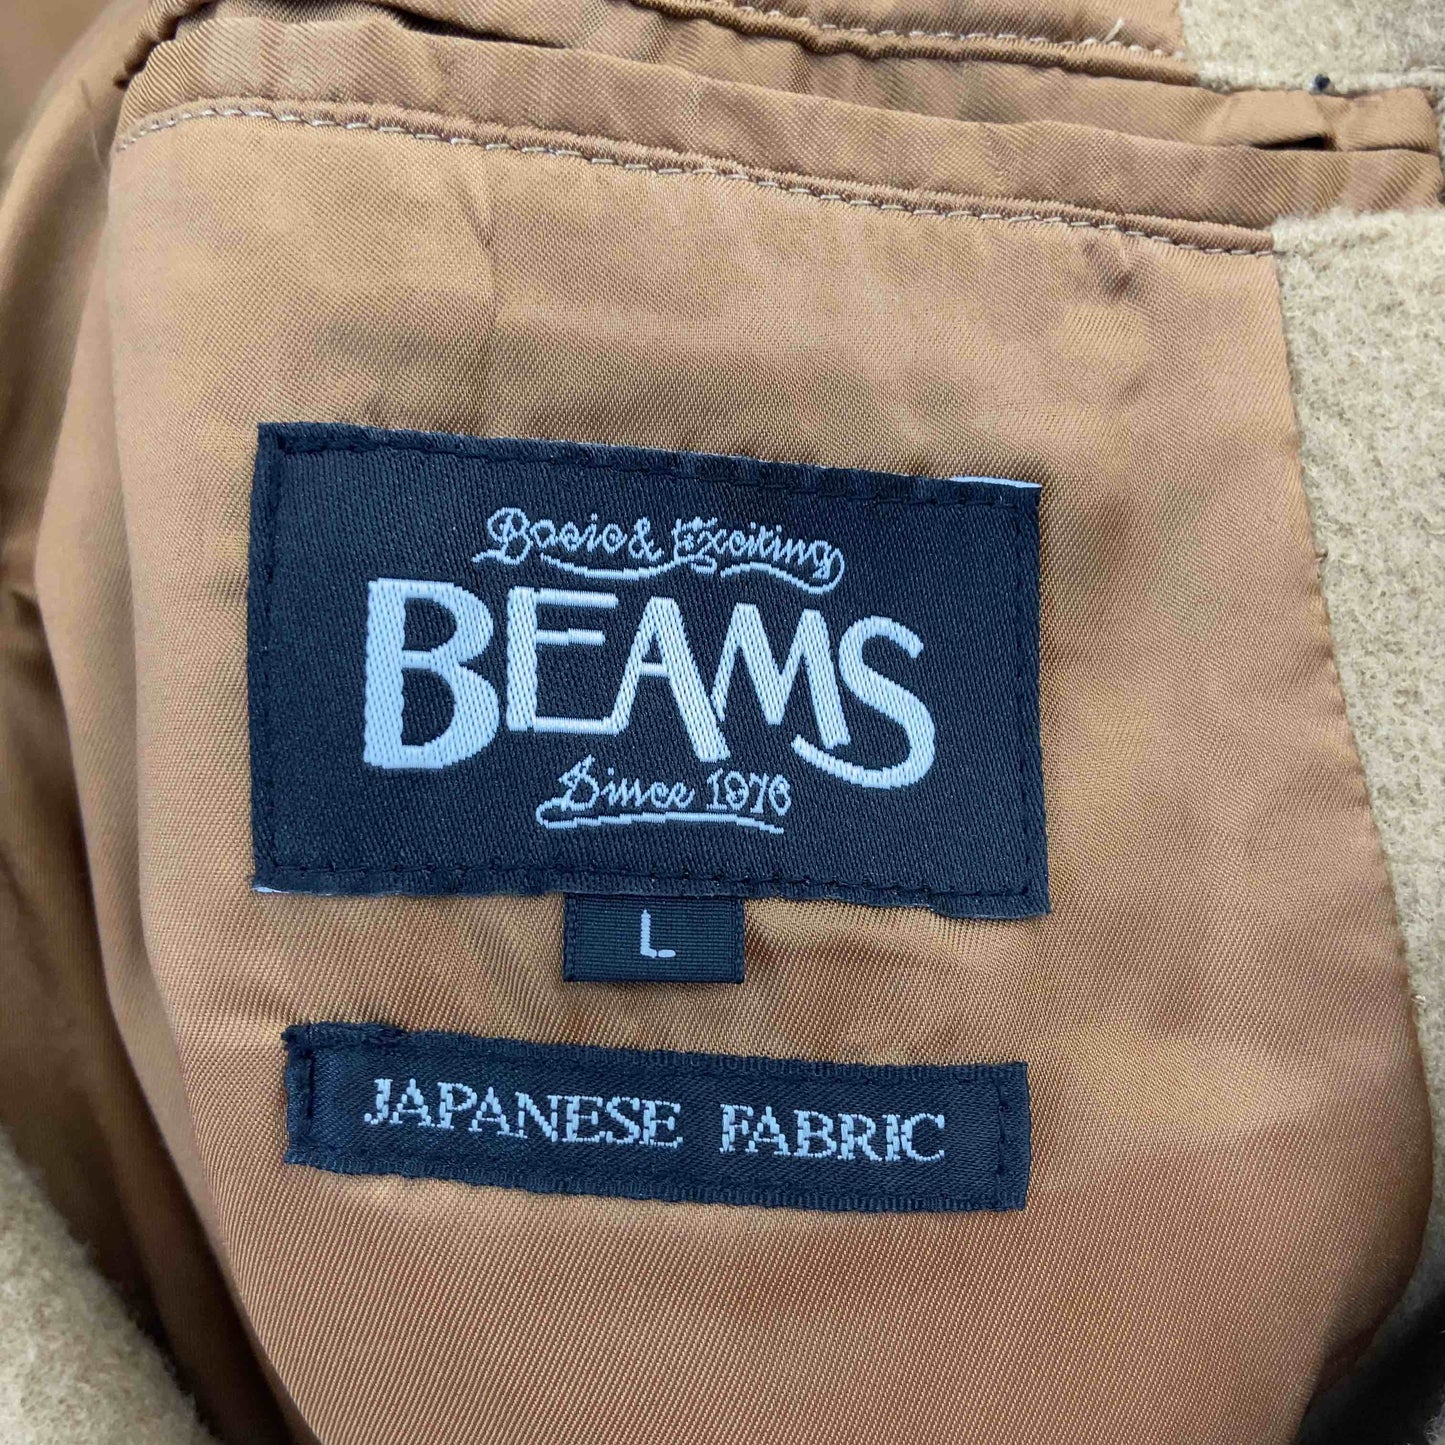 Basic & Exciting
BEAMS
Since 1976
L
JAPANESE FABRIC